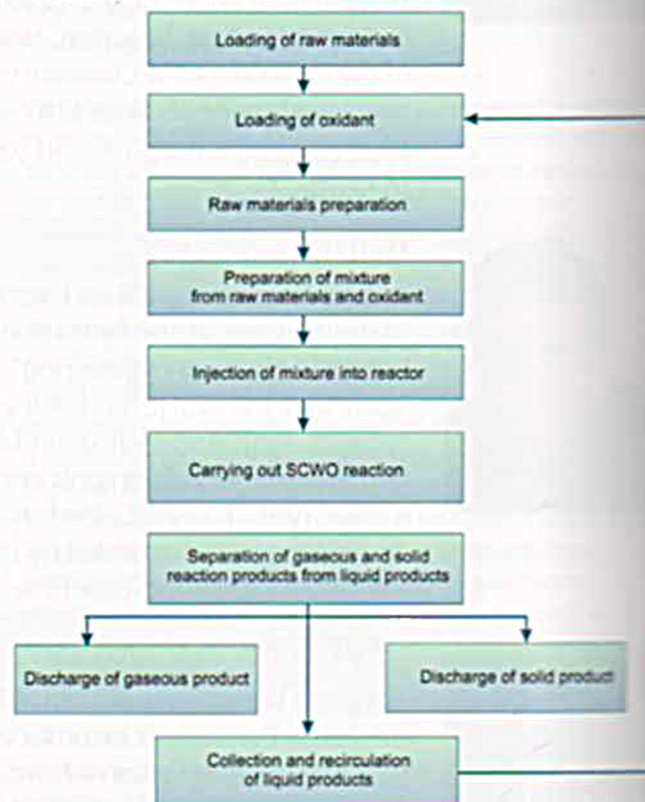 Loading of raw materials
Loading of oxidant
Raw materials preparation
Preparation of mixture
from raw materials and oxidant
Injection of mixture into reactor
Carrying out SCWO reaction
Separation of gaseous and solid
reaction products from liquid products
Discharge of gaseous product
Discharge of solid product
Collection and recirculation
of liquid products